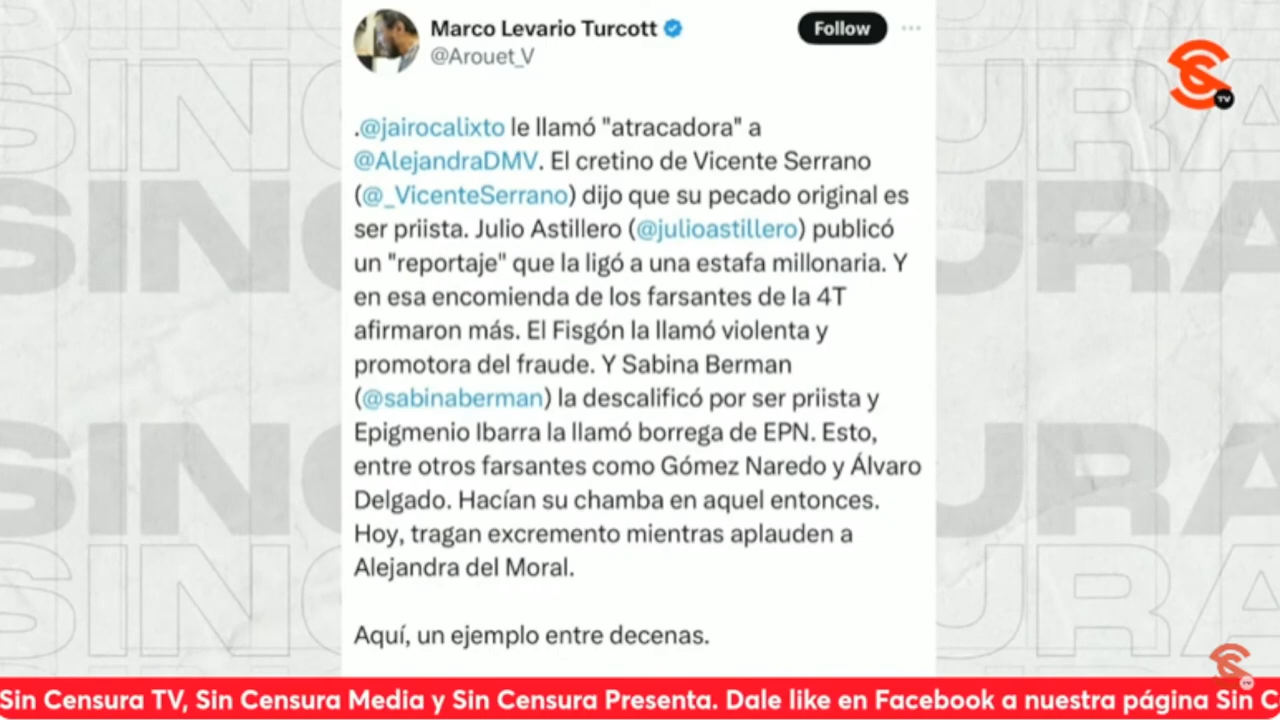 Marco Levario Turcott
Follow
@Arouet_V
.@jairocalixto le llamó "atracadora" a
@AlejandraDMV. El cretino de Vicente Serrano
(@_VicenteSerrano) dijo que su pecado original es
ser priista. Julio Astillero (@julioastillero) publicó
un "reportaje" que la ligó a una estafa millonaria. Y
en esa encomienda de los farsantes de la 4T
afirmaron más. El Fisgón la llamó violenta y
promotora del fraude. Y Sabina Berman
(@sabinaberman) la descalificó por ser priista y
Epigmenio Ibarra la llamó borrega de EPN. Esto,
entre otros farsantes como Gómez Naredo y Álvaro
Delgado. Hacían su chamba en aquel entonces.
Hoy, tragan excremento mientras aplauden a
Alejandra del Moral.
Aquí, un ejemplo entre decenas.
TV
Sin Censura TV, Sin Censura Media y Sin Censura Presenta. Dale like en Facebook a nuestra página Sin C